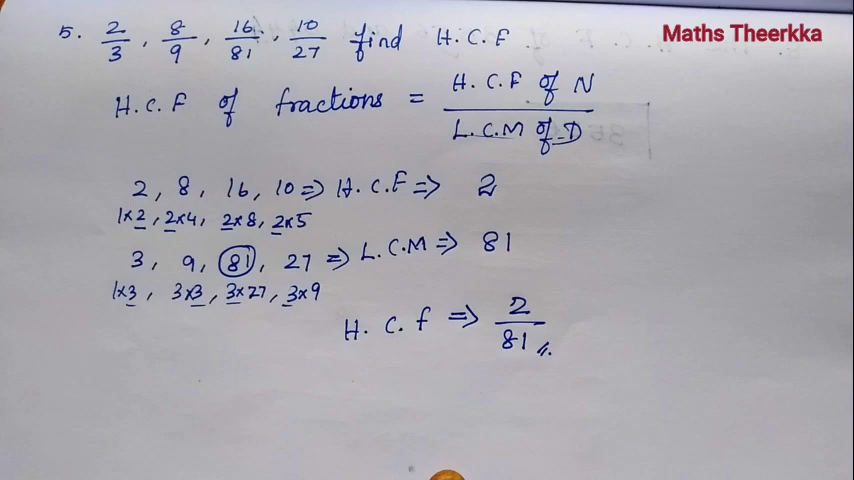 Maths Theerkka
5. 2/3, 8/9, 16/81, 10/27 find H.C.F
H.C.F of fractions = H.C.F of N / L.C.M of D
2, 8, 16, 10 ⇒ H.C.F ⇒ 2
1×2, 2×4, 2×8, 2×5
3, 9, 81, 27 ⇒ L.C.M ⇒ 81
1×3, 3×3, 3×27, 3×9
H.C.f ⇒ 2/81